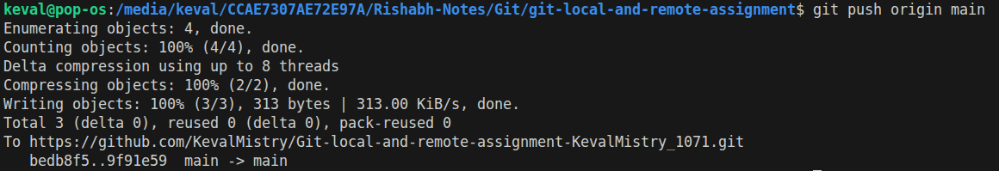 keval@pop-os:/media/keval/CCAE7307AE72E97A/Rishabh-Notes/Git/git-local-and-remote-assignment$ git push origin main
Enumerating objects: 4, done.
Counting objects: 100% (4/4), done.
Delta compression using up to 8 threads
Compressing objects: 100% (2/2), done.
Writing objects: 100% (3/3), 313 bytes | 313.00 KiB/s, done.
Total 3 (delta 0), reused 0 (delta 0), pack-reused 0
To https://github.com/KevalMistry/Git-local-and-remote-assignment-KevalMistry_1071.git
   bedb8f5..9f91e59  main -> main